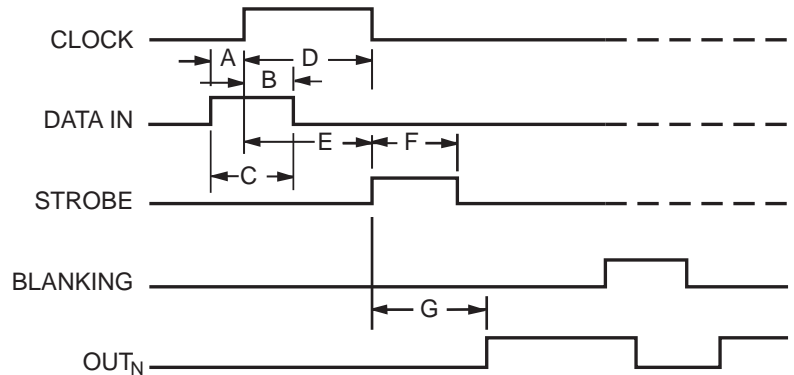 CLOCK
A D
B
DATA IN
E F
C
STROBE
BLANKING
G
OUTN